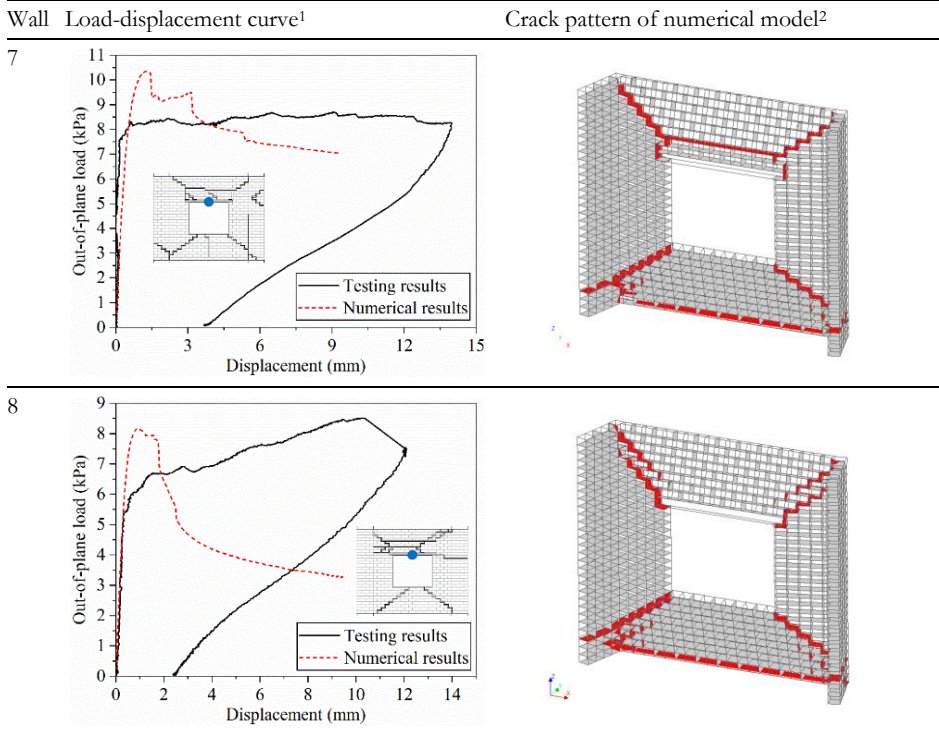 Wall Load-displacement curve1 Crack pattern of numerical model2
7
11
10
9
8
7
6
5
4
3
2
1
0
Out-of-plane load (kPa)
Testing results
Numerical results
0 3 6 9 12 15
Displacement (mm)
Z
Y
X
8
9
8
7
6
5
4
3
2
1
0
Out-of-plane load (kPa)
Testing results
Numerical results
0 2 4 6 8 10 12 14
Displacement (mm)
Z
Y
X